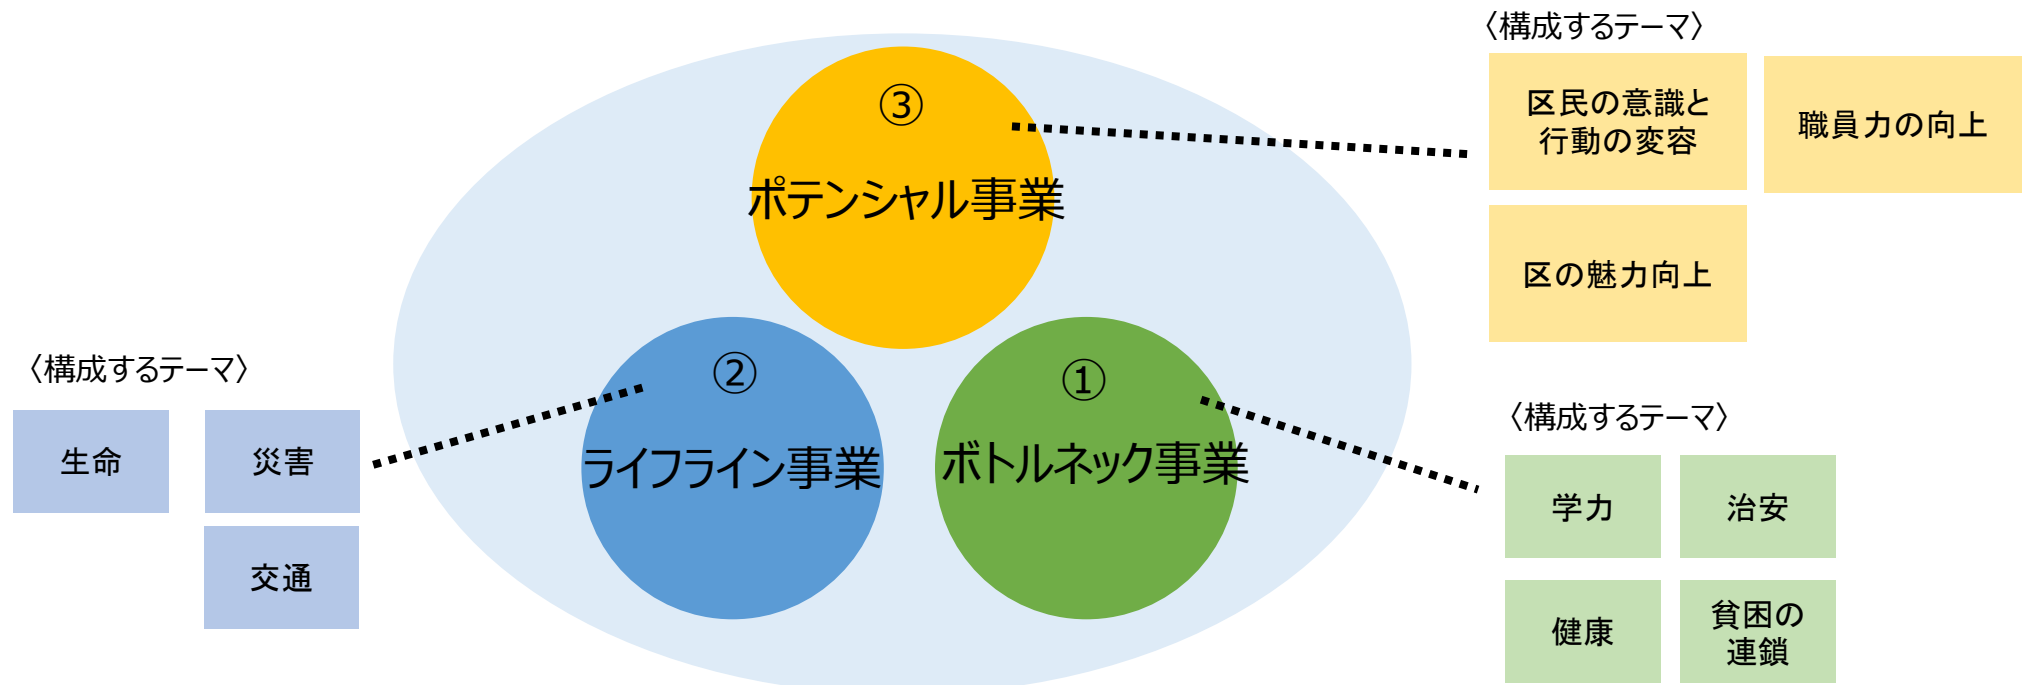 〈構成するテーマ〉
区民の意識と
行動の変容
職員力の向上
区の魅力向上
③
ポテンシャル事業
〈構成するテーマ〉
生命
災害
交通
②
ライフライン事業
①
ボトルネック事業
〈構成するテーマ〉
学力
治安
健康
貧困の
連鎖